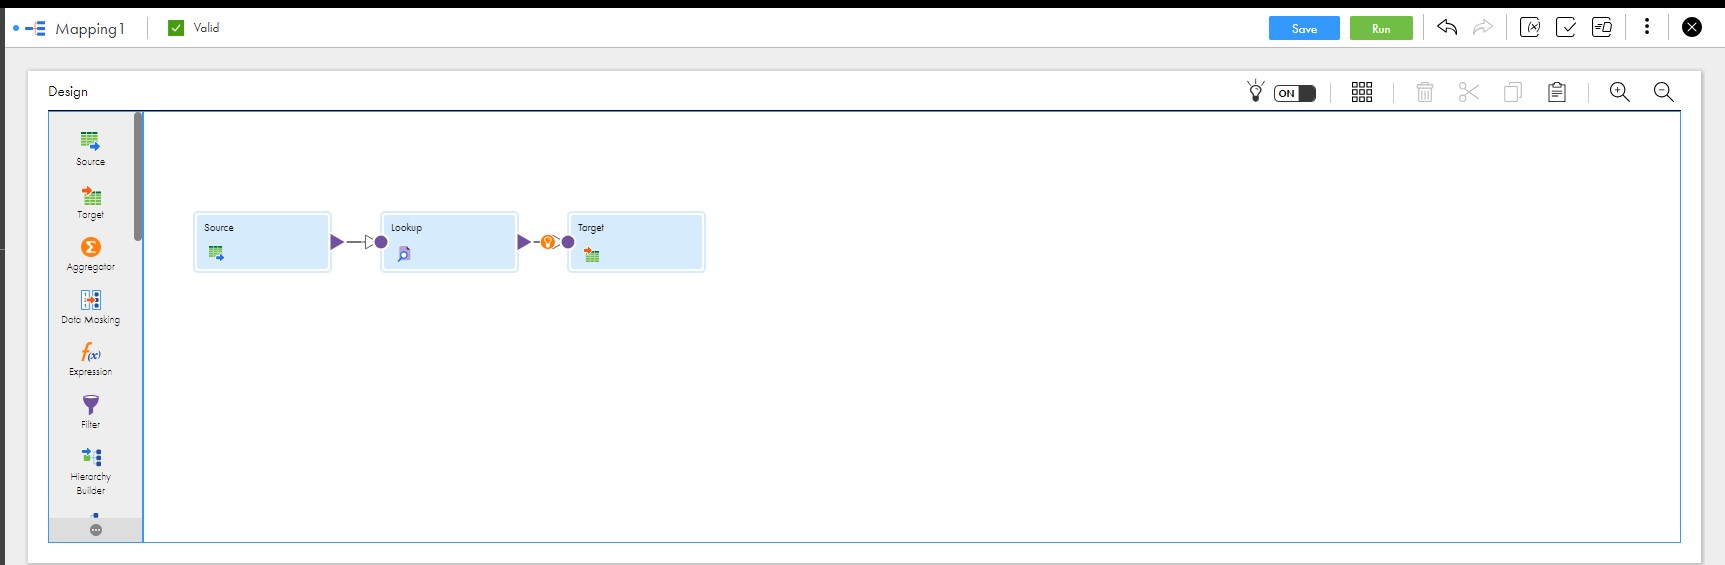 Mapping1
Valid
Save
Run
(x)
Design
ON
Source
Target
Aggregator
Data Masking
f(x)
Expression
Filter
Hierarchy
Builder
Source
Lookup
Target